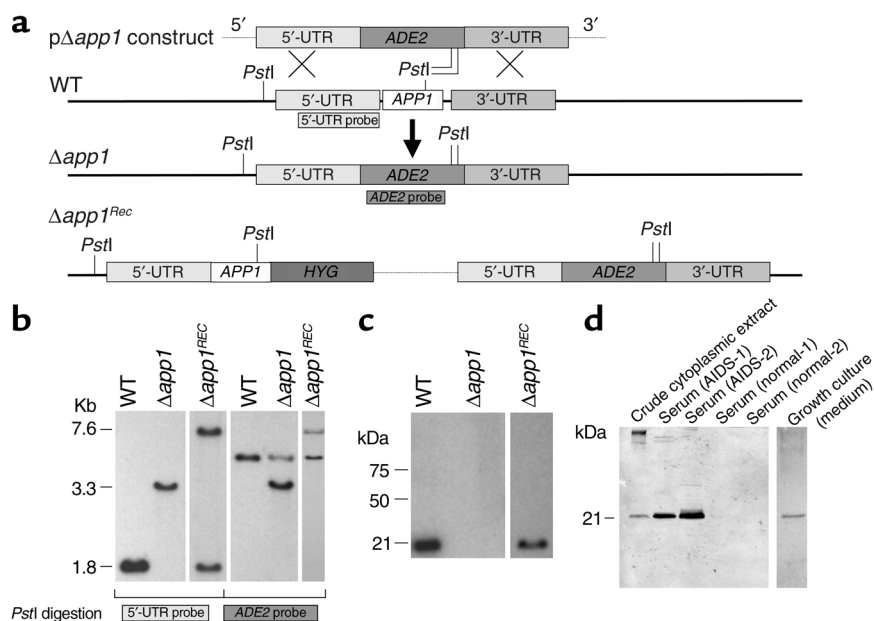 a
5′ 3′
pΔapp1 construct 5′-UTR ADE2 3′-UTR
PstI PstI
WT 5′-UTR APP1 3′-UTR
5′-UTR probe
PstI PstI
Δapp1 5′-UTR ADE2 3′-UTR
ADE2 probe
Δapp1Rec
PstI PstI PstI
5′-UTR APP1 HYG 5′-UTR ADE2 3′-UTR
b
WT Δapp1 Δapp1REC WT Δapp1 Δapp1REC
Kb
7.6
3.3
1.8
PstI digestion 5′-UTR probe ADE2 probe
c
WT Δapp1 Δapp1REC
kDa
75
50
21
d
Crude cytoplasmic extract
Serum (AIDS-1)
Serum (AIDS-2)
Serum (normal-1)
Serum (normal-2)
Growth culture
(medium)
kDa
21